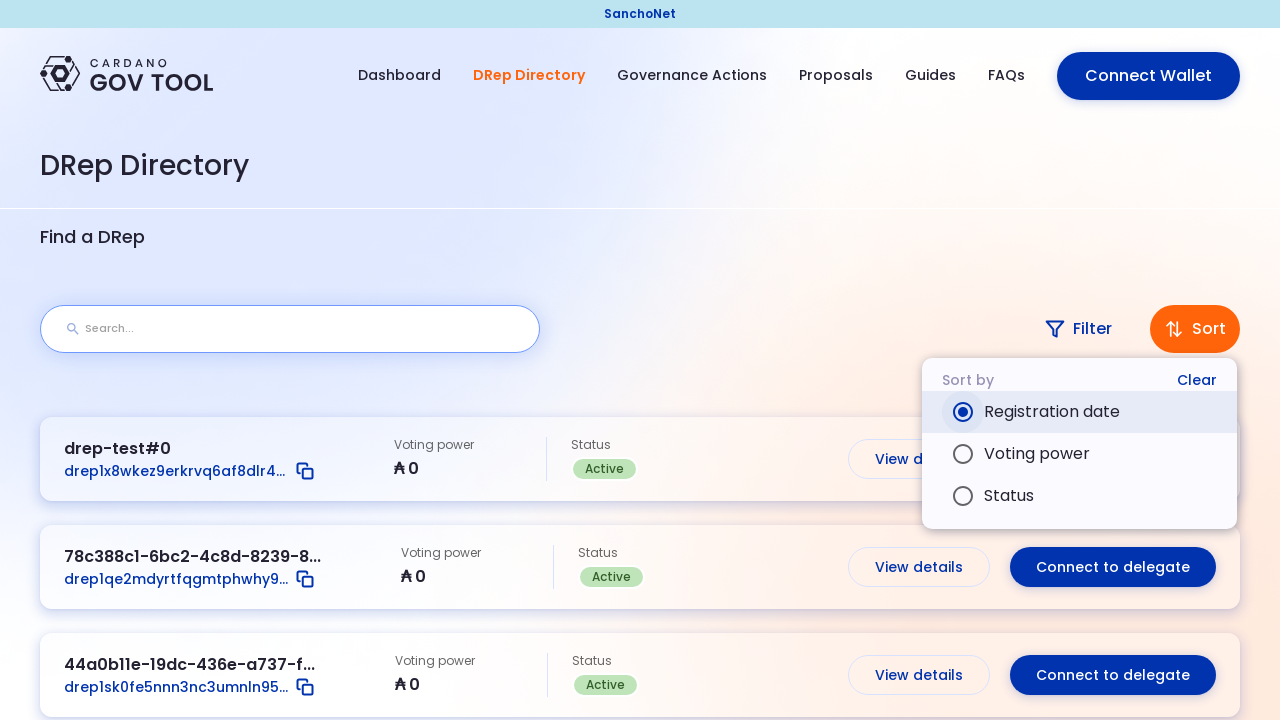 SanchoNet
CARDANO
GOV TOOL
Dashboard
DRep Directory
Governance Actions
Proposals
Guides
FAQs
Connect Wallet
DRep Directory
Find a DRep
Search...
Filter
Sort
Sort by
Clear
Registration date
Voting power
Status
drep-test#0
drep1x8wkez9erkrvq6af8dlr4...
Voting power
₳ 0
Status
Active
View d
78c388c1-6bc2-4c8d-8239-8...
drep1qe2mdyrtfqgmtphwhy9...
Voting power
₳ 0
Status
Active
View details
Connect to delegate
44a0b11e-19dc-436e-a737-f...
drep1sk0fe5nnn3nc3umnln95...
Voting power
₳ 0
Status
Active
View details
Connect to delegate